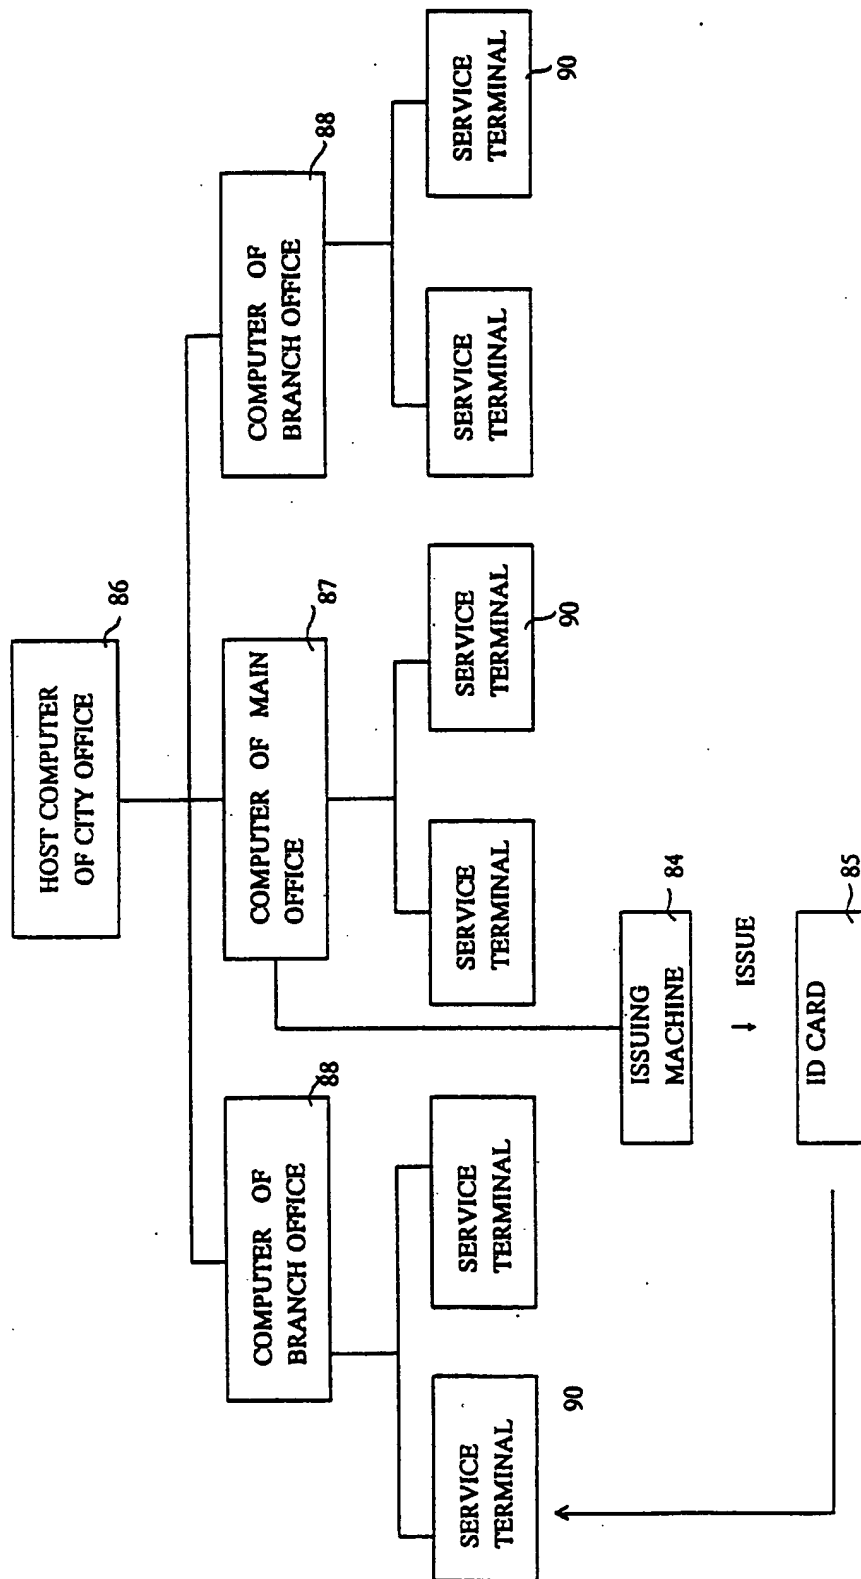 HOST COMPUTER
OF CITY OFFICE
86
COMPUTER OF
BRANCH OFFICE
88
COMPUTER OF MAIN
OFFICE
87
COMPUTER OF
BRANCH OFFICE
88
SERVICE
TERMINAL
90
SERVICE
TERMINAL
SERVICE
TERMINAL
SERVICE
TERMINAL
90
SERVICE
TERMINAL
SERVICE
TERMINAL
90
ISSUING
MACHINE
84
ISSUE
ID CARD
85